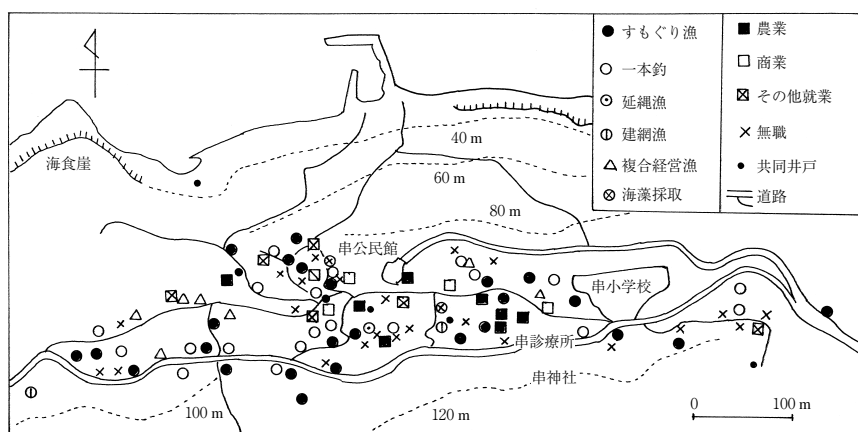 すもぐり漁
一本釣
延縄漁
建網漁
複合経営漁
海藻採取
農業
商業
その他就業
無職
共同井戸
道路
海食崖
40 m
60 m
80 m
串公民館
串小学校
串診療所
串神社
100 m
120 m
0 100 m